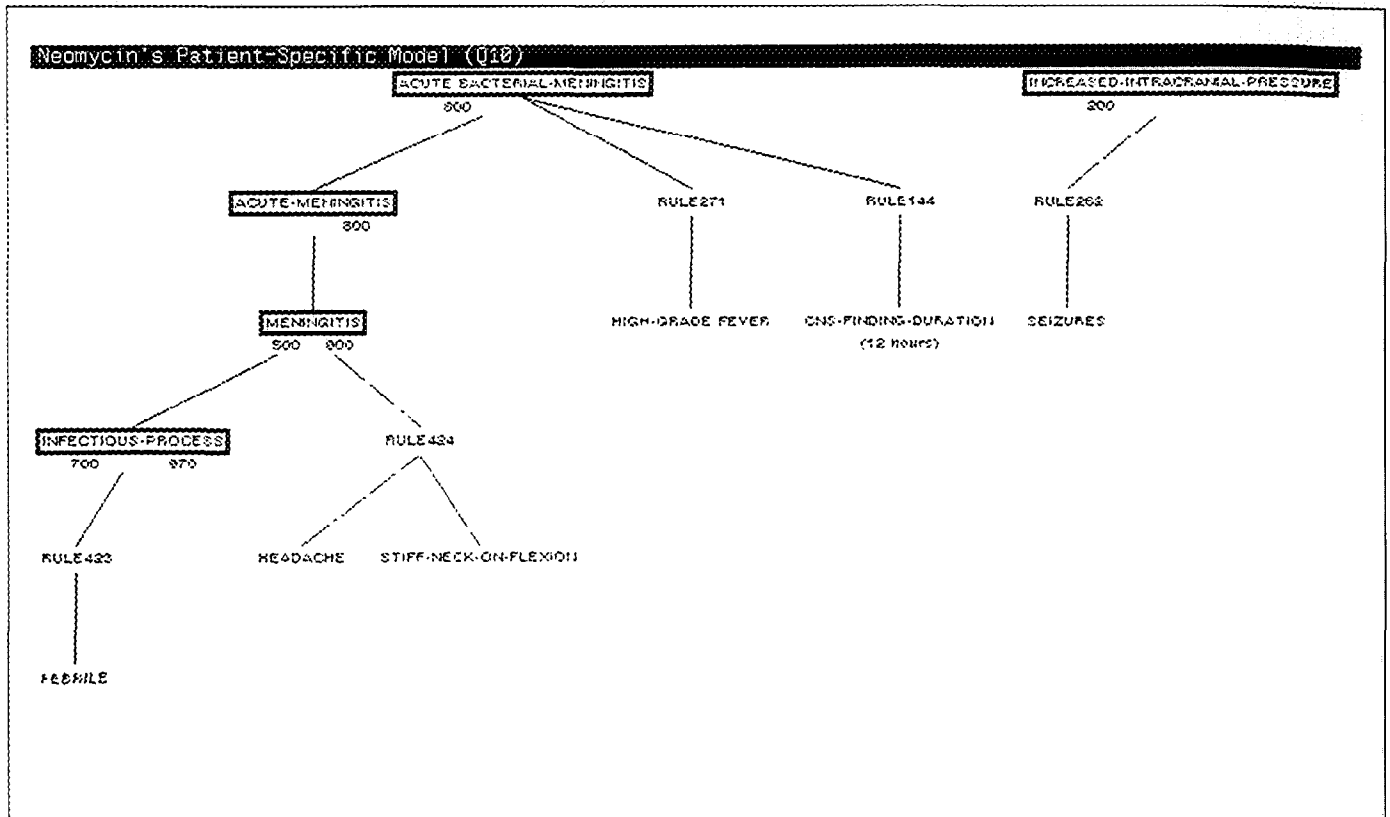 Neomycin's Patient-Specific Model (Q10)
ACUTE BACTERIAL-MENINGITIS INCREASED-INTRACRANIAL-PRESSURE
800 200
ACUTE-MENINGITIS RULE271 RULE144 RULE262
800
MENINGITIS HIGH-GRADE FEVER CNS-FINDING-DURATION SEIZURES
500 900 (12 hours)
INFECTIOUS-PROCESS RULE424
700 970
RULE423 HEADACHE STIFF-NECK-ON-FLEXION
FEBRILE